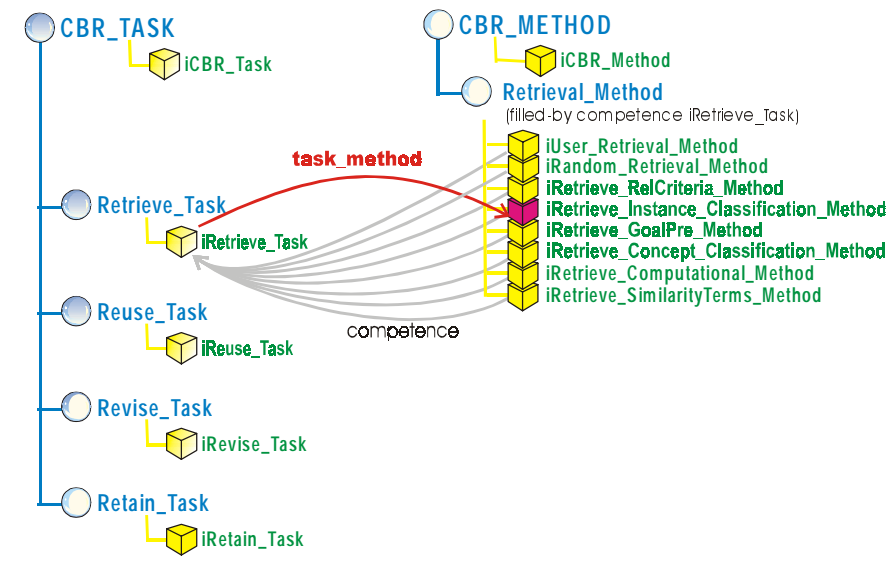 CBR_TASK
iCBR_Task
Retrieve_Task
iRetrieve_Task
Reuse_Task
iReuse_Task
Revise_Task
iRevise_Task
Retain_Task
iRetain_Task
task_method
competence
CBR_METHOD
iCBR_Method
Retrieval_Method
(filled-by competence iRetrieve_Task)
iUser_Retrieval_Method
iRandom_Retrieval_Method
iRetrieve_RelCriteria_Method
iRetrieve_Instance_Classification_Method
iRetrieve_GoalPre_Method
iRetrieve_Concept_Classification_Method
iRetrieve_Computational_Method
iRetrieve_SimilarityTerms_Method